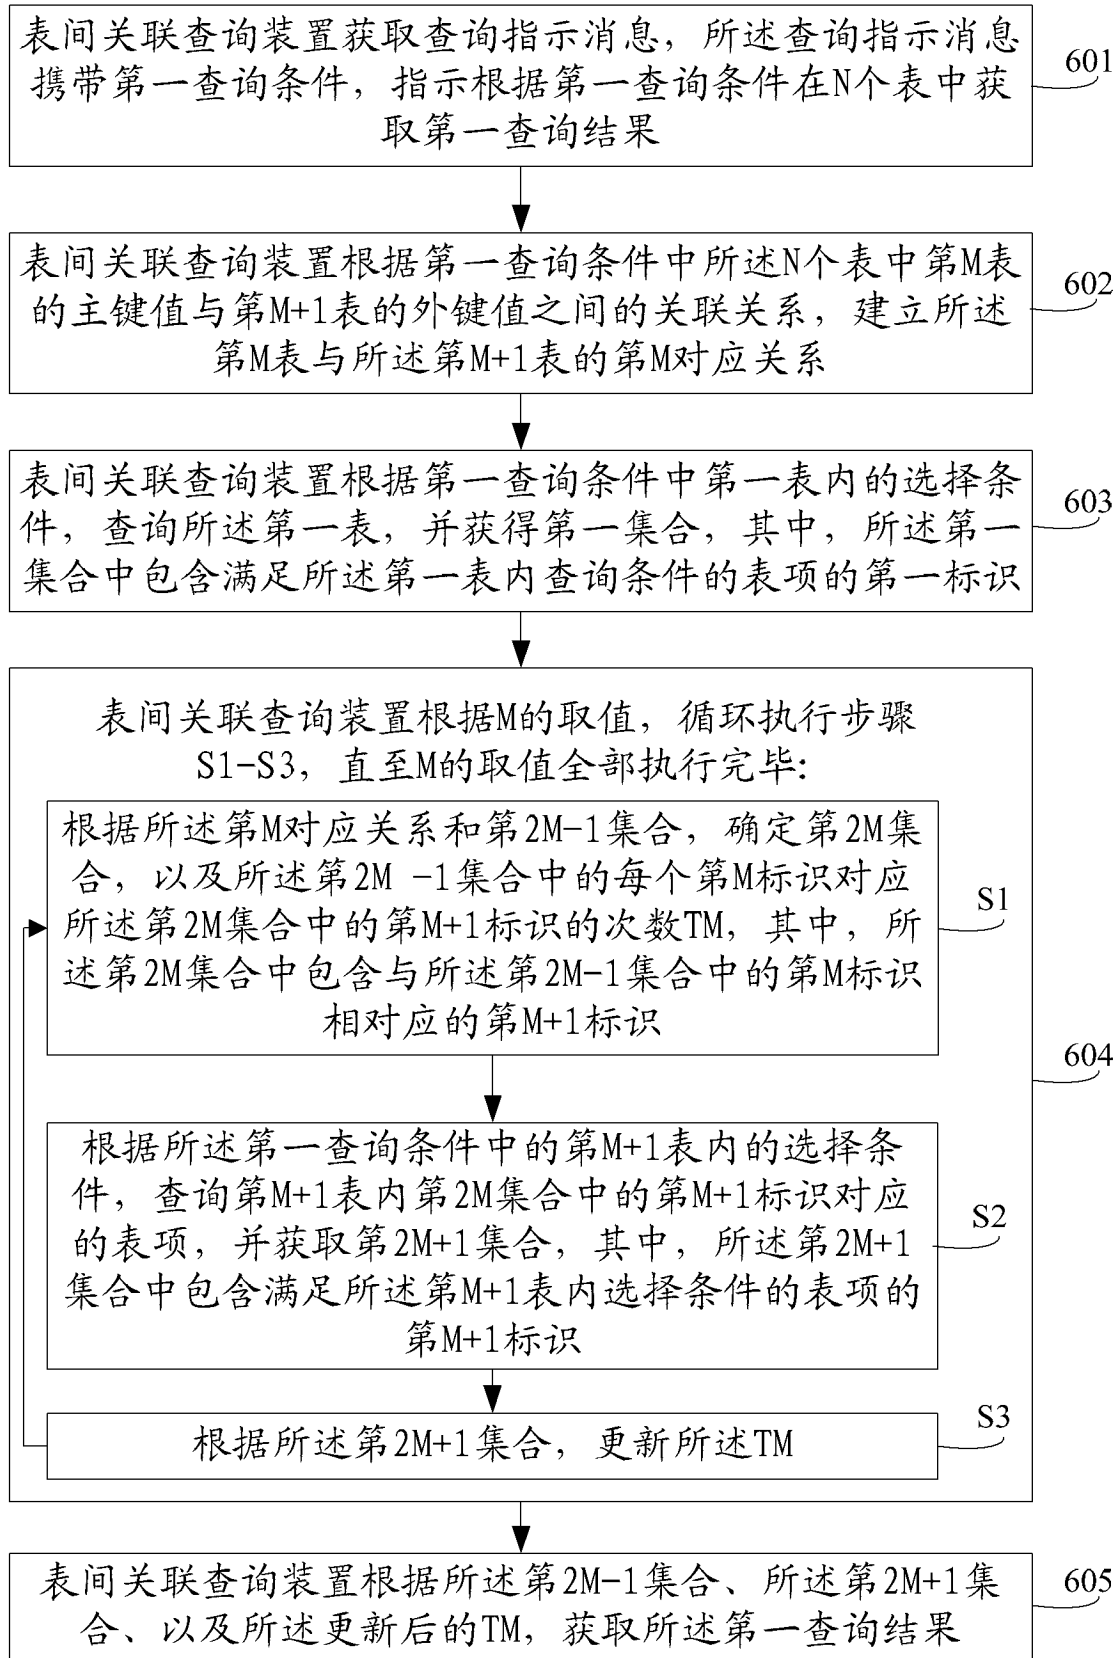 表间关联查询装置获取查询指示消息，所述查询指示消息
携带第一查询条件，指示根据第一查询条件在N个表中获
取第一查询结果
601
表间关联查询装置根据第一查询条件中所述N个表中第M表
的主键值与第M+1表的外键值之间的关联关系，建立所述
第M表与所述第M+1表的第M对应关系
602
表间关联查询装置根据第一查询条件中第一表内的选择条
件，查询所述第一表，并获得第一集合，其中，所述第一
集合中包含满足所述第一表内查询条件的表项的第一标识
603
表间关联查询装置根据M的取值，循环执行步骤
S1-S3，直至M的取值全部执行完毕：
根据所述第M对应关系和第2M-1集合，确定第2M集
合，以及所述第2M -1集合中的每个第M标识对应
所述第2M集合中的第M+1标识的次数TM，其中，所
述第2M集合中包含与所述第2M-1集合中的第M标识
相对应的第M+1标识
S1
604
根据所述第一查询条件中的第M+1表内的选择条
件，查询第M+1表内第2M集合中的第M+1标识对应
的表项，并获取第2M+1集合，其中，所述第2M+1
集合中包含满足所述第M+1表内选择条件的表项的
第M+1标识
S2
根据所述第2M+1集合，更新所述TM
S3
表间关联查询装置根据所述第2M-1集合、所述第2M+1集
合、以及所述更新后的TM，获取所述第一查询结果
605